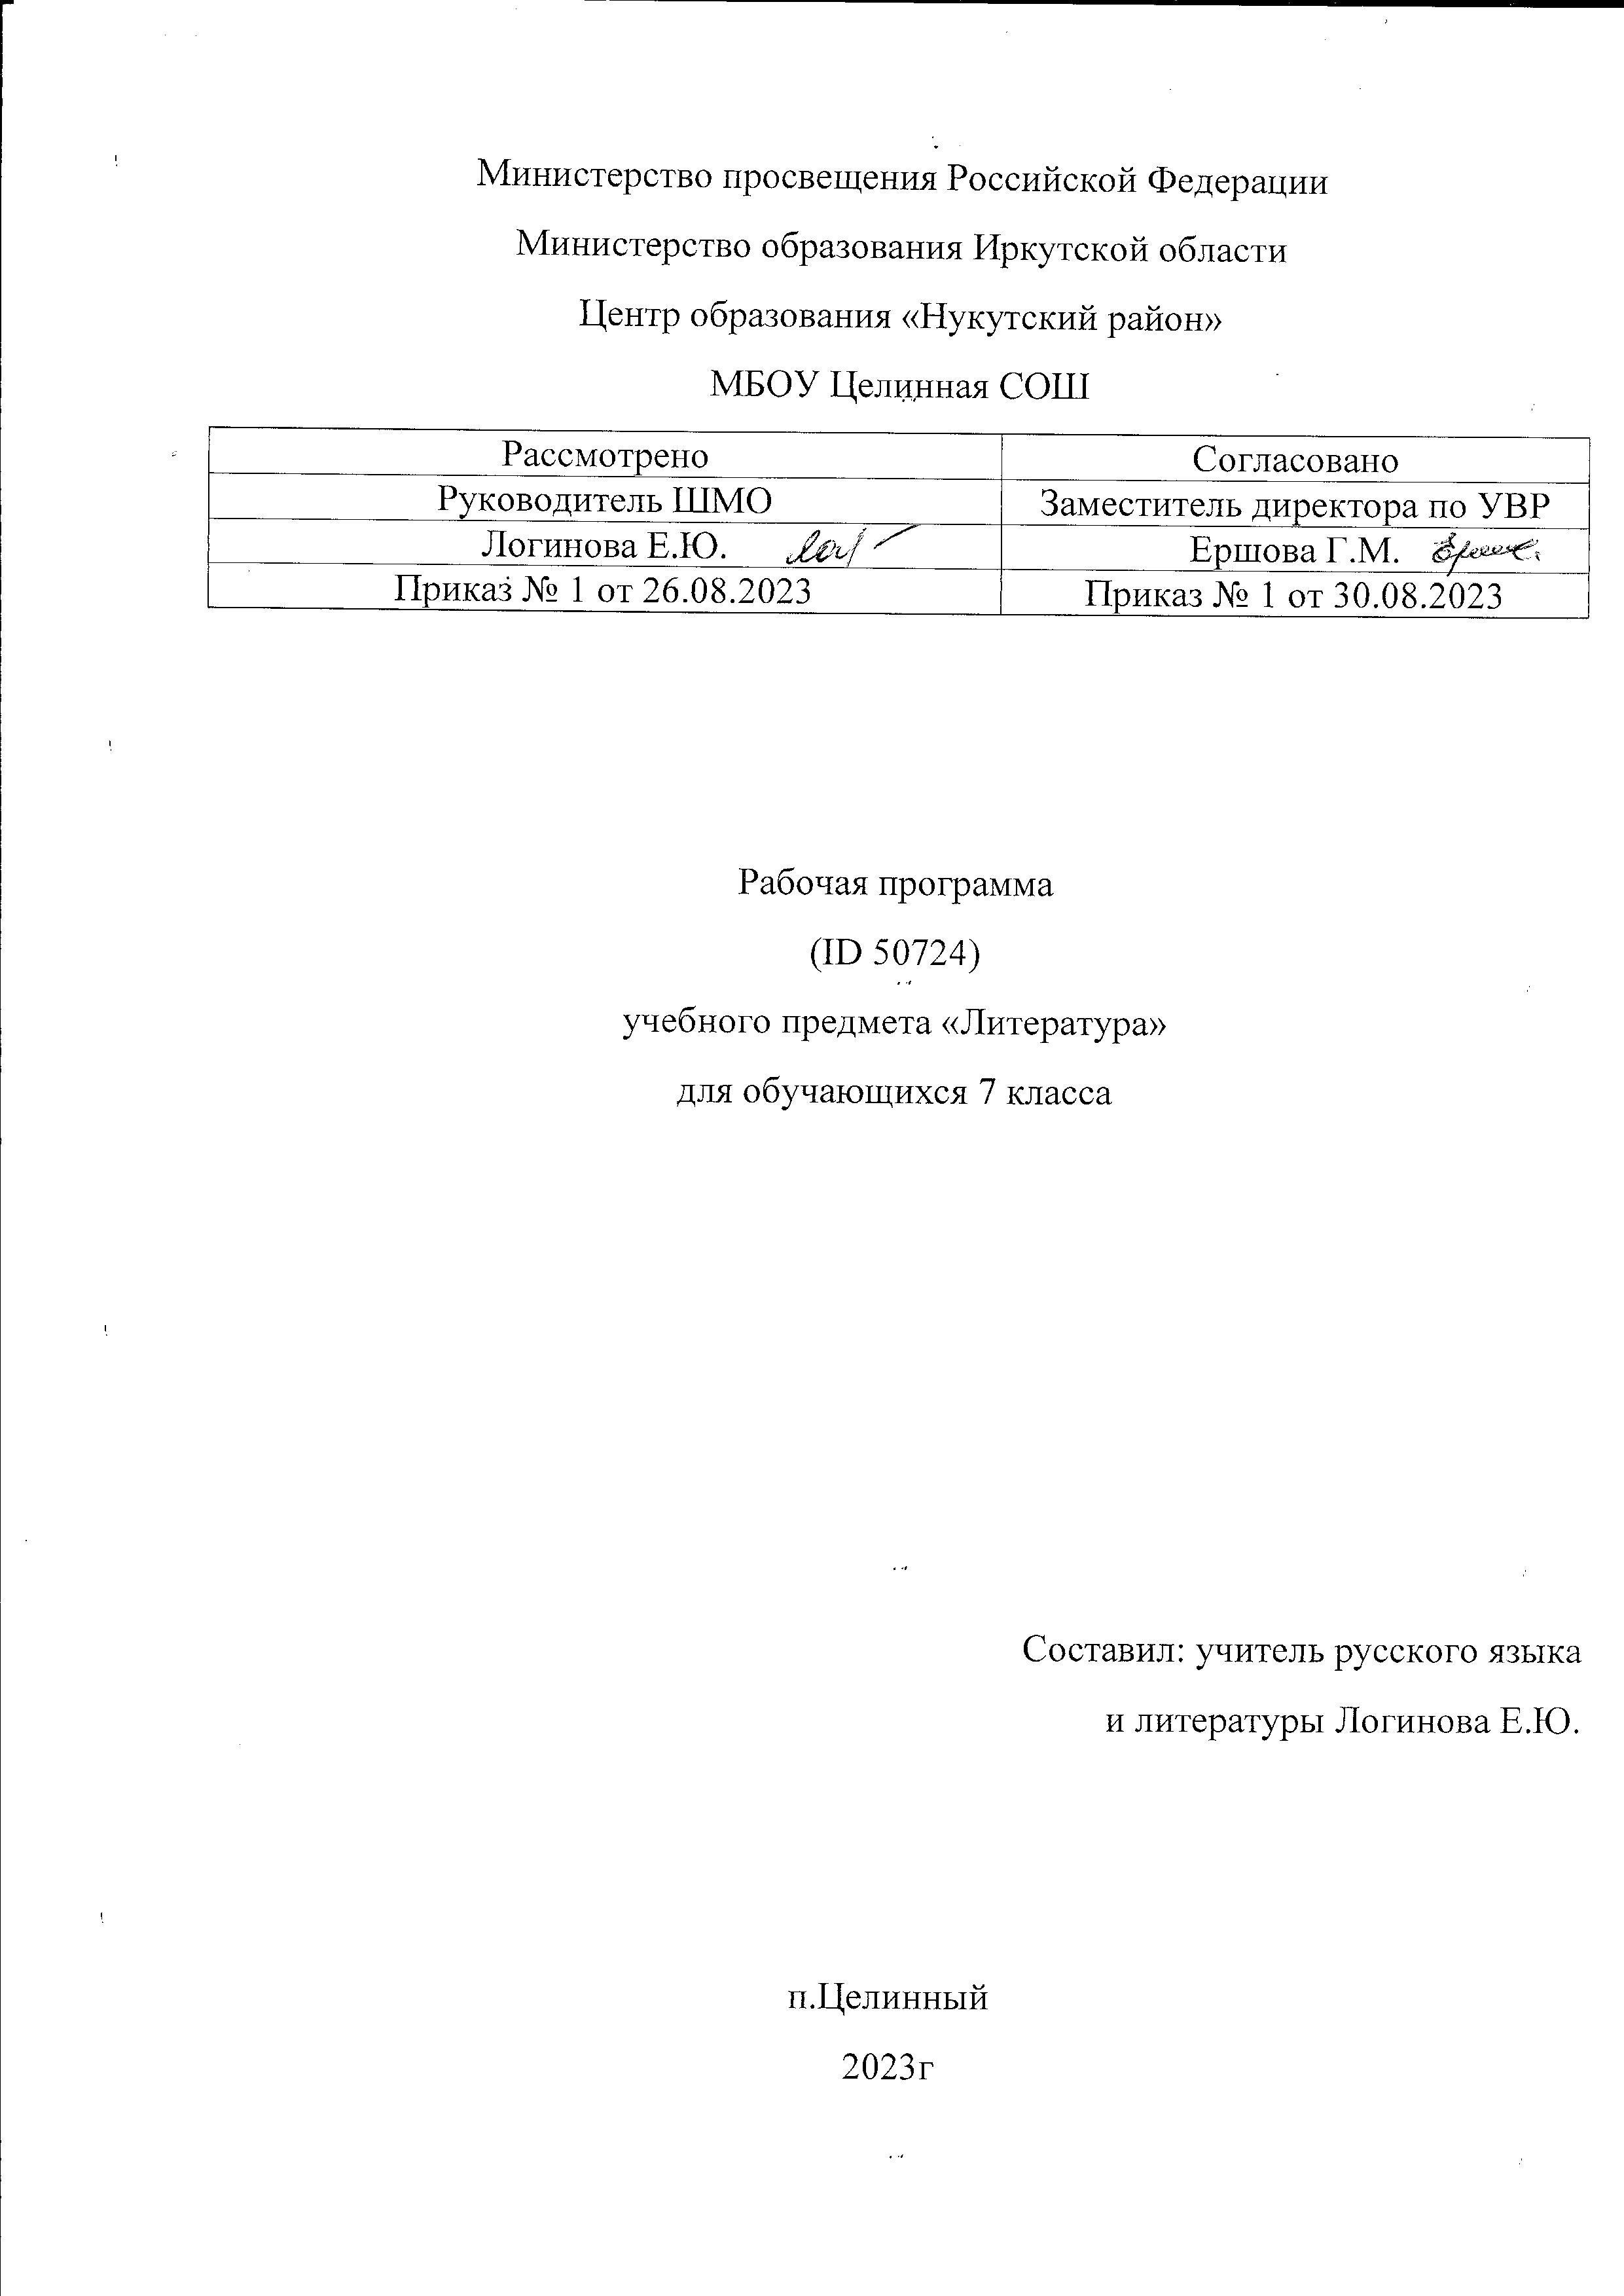 Министерство просвещения Российской Федерации
Министерство образования Иркутской области
Центр образования «Нукутский район»
МБОУ Целинная СОШ
Рассмотрено Согласовано
Руководитель ШМО Заместитель директора по УВР
Логинова Е.Ю. Ершова Г.М.
Приказ № 1 от 26.08.2023 Приказ № 1 от 30.08.2023
Рабочая программа
(ID 50724)
учебного предмета «Литература»
для обучающихся 7 класса
Составил: учитель русского языка
и литературы Логинова Е.Ю.
п.Целинный
2023г